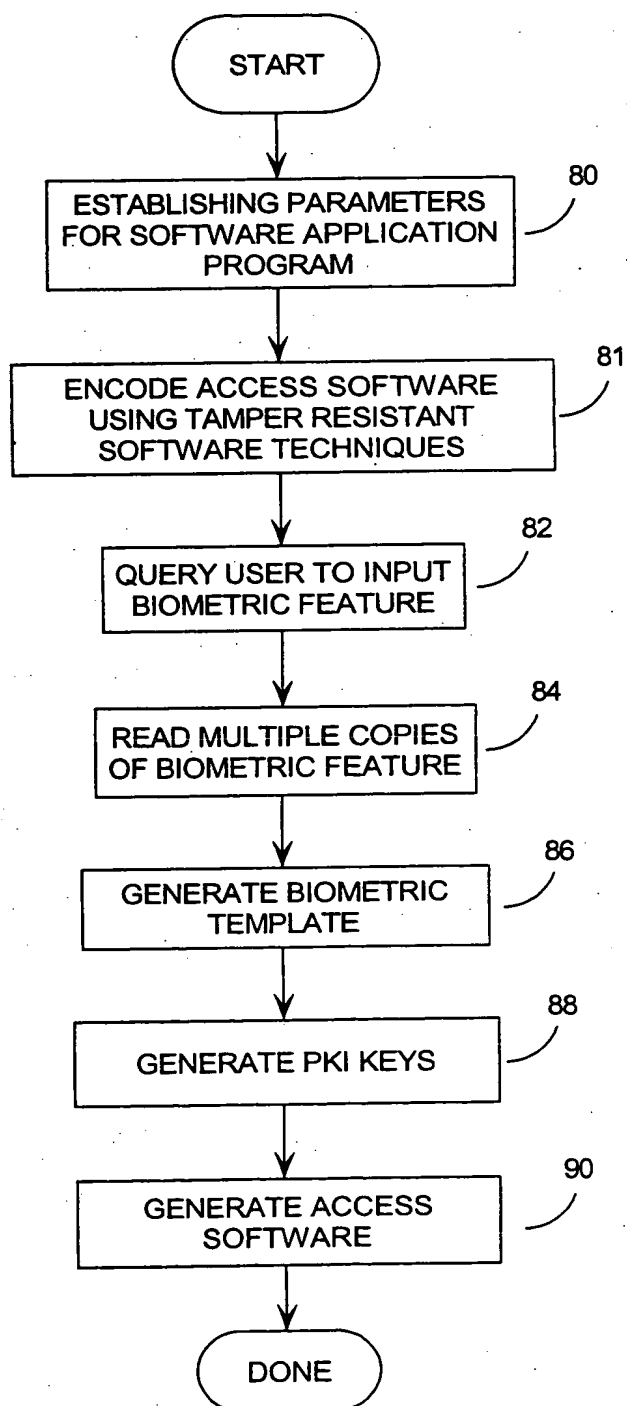 START
80
ESTABLISHING PARAMETERS
FOR SOFTWARE APPLICATION
PROGRAM
81
ENCODE ACCESS SOFTWARE
USING TAMPER RESISTANT
SOFTWARE TECHNIQUES
82
QUERY USER TO INPUT
BIOMETRIC FEATURE
84
READ MULTIPLE COPIES
OF BIOMETRIC FEATURE
86
GENERATE BIOMETRIC
TEMPLATE
88
GENERATE PKI KEYS
90
GENERATE ACCESS
SOFTWARE
DONE